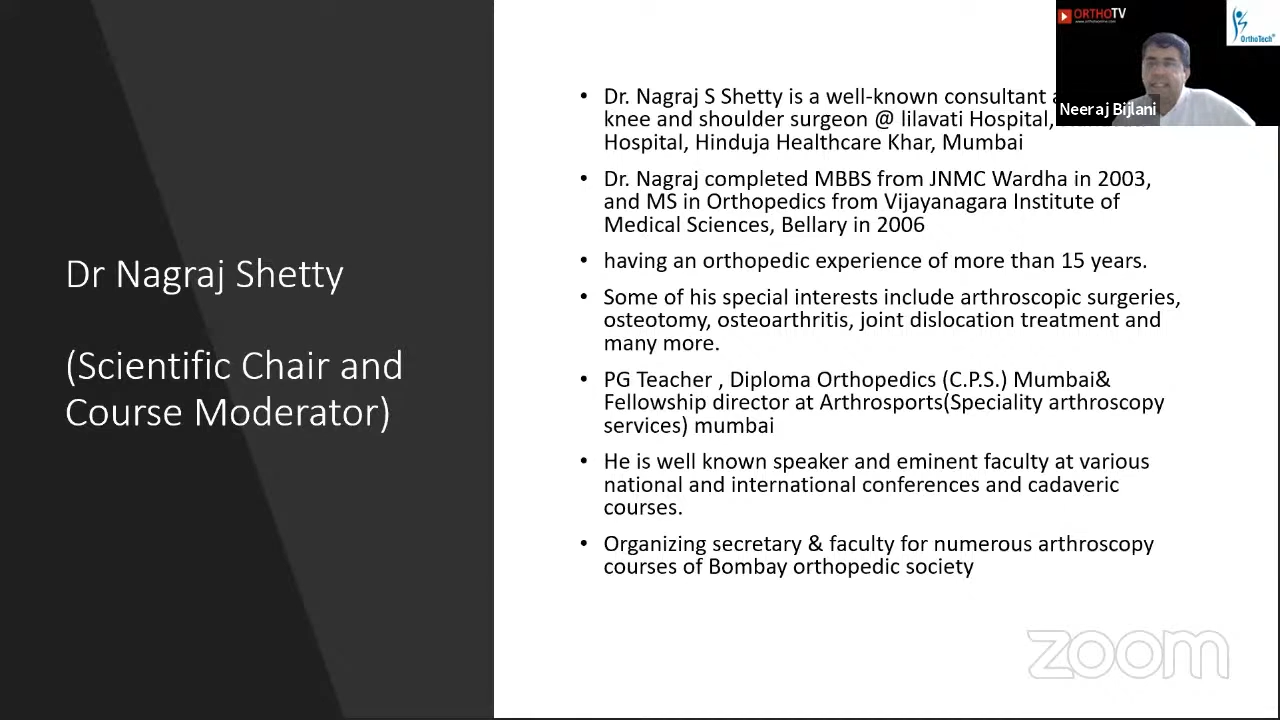 Dr Nagraj Shetty
(Scientific Chair and
Course Moderator)
• Dr. Nagraj S Shetty is a well-known consultant
knee and shoulder surgeon @ lilavati Hospital,
Hospital, Hinduja Healthcare Khar, Mumbai
• Dr. Nagraj completed MBBS from JNMC Wardha in 2003,
and MS in Orthopedics from Vijayanagara Institute of
Medical Sciences, Bellary in 2006
• having an orthopedic experience of more than 15 years.
• Some of his special interests include arthroscopic surgeries,
osteotomy, osteoarthritis, joint dislocation treatment and
many more.
• PG Teacher , Diploma Orthopedics (C.P.S.) Mumbai&
Fellowship director at Arthrosports(Speciality arthroscopy
services) mumbai
• He is well known speaker and eminent faculty at various
national and international conferences and cadaveric
courses.
• Organizing secretary & faculty for numerous arthroscopy
courses of Bombay orthopedic society
ORTHOTV
Neeraj Bijlani
OrthoTech
zoom